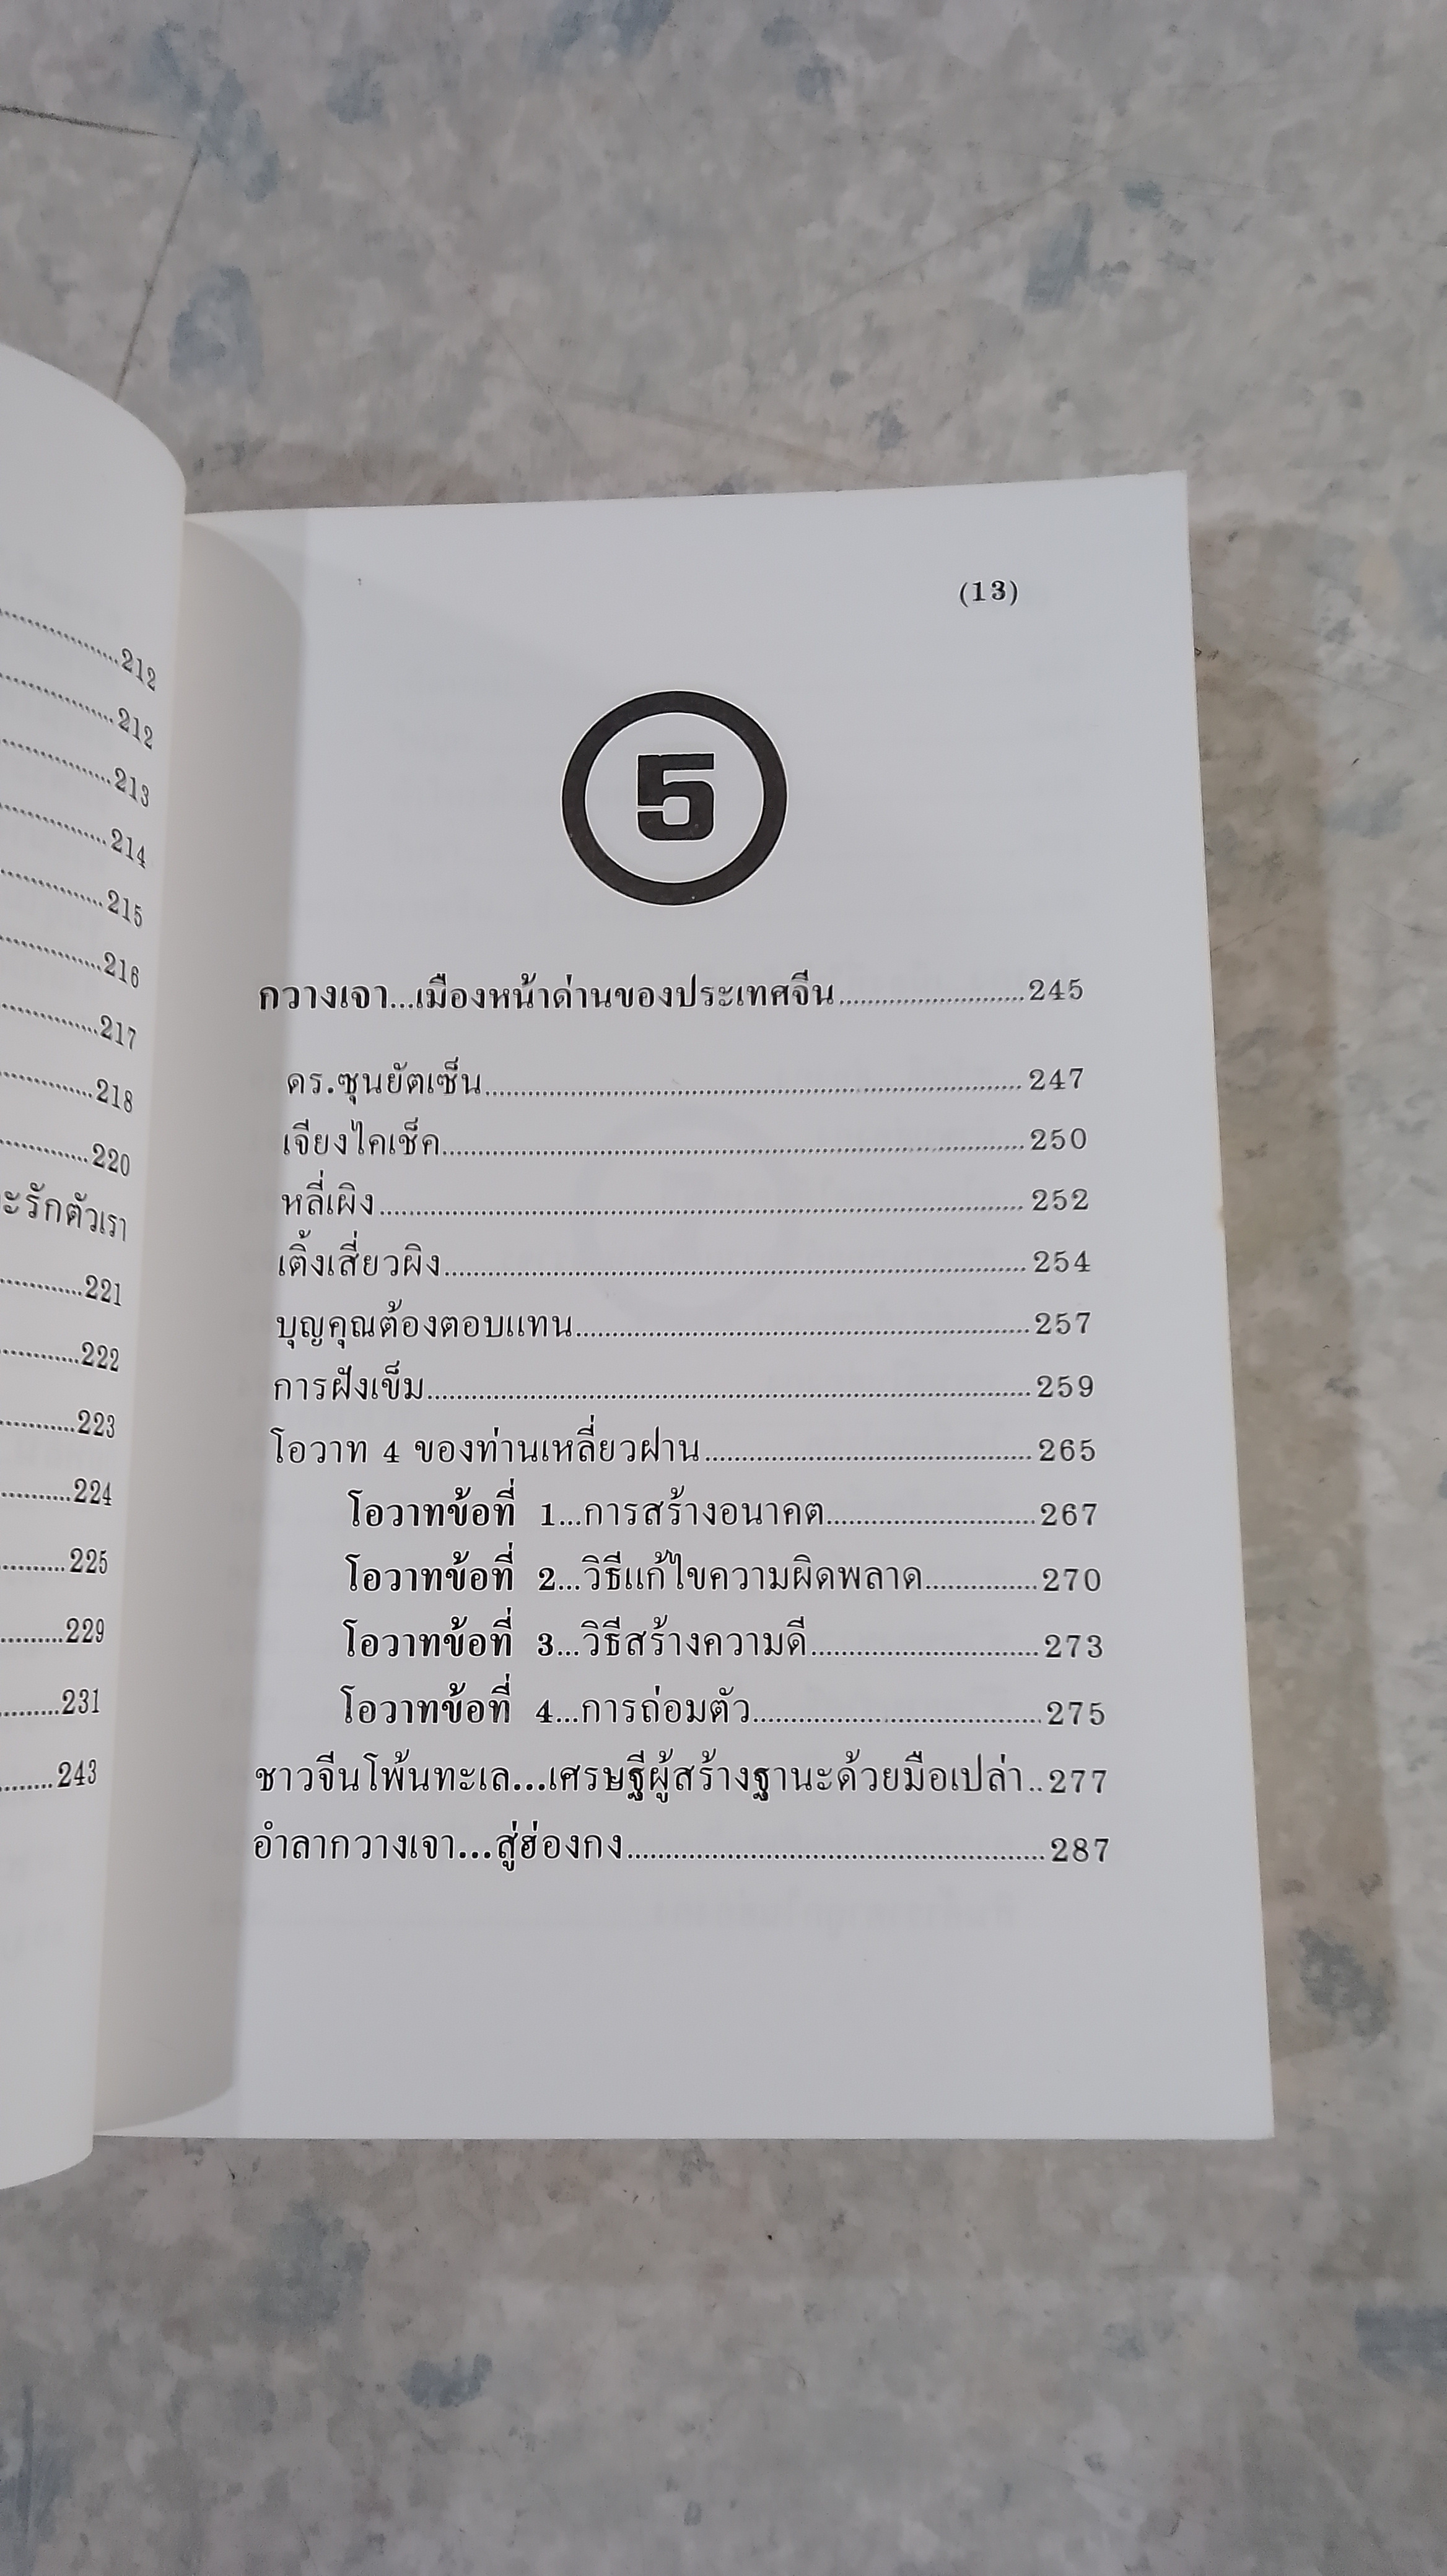 .....212
.....212
.....213
.....214
.....215
.....216
.....217
.....218
.....220
ะรักตัวเรา
.....221
.....222
.....223
.....224
.....225
.....229
.....231
.....243
(13)
5
กวางเจา...เมืองหน้าด่านของประเทศจีน.....245
ดร.ซุนยัตเซ็น.....247
เจียงไคเช็ค.....250
หลี่เผิง.....252
เติ้งเสี่ยวผิง.....254
บุญคุณต้องตอบแทน.....257
การฝังเข็ม.....259
โอวาท 4 ของท่านเหลี่ยวฝาน.....265
โอวาทข้อที่ 1...การสร้างอนาคต.....267
โอวาทข้อที่ 2...วิธีแก้ไขความผิดพลาด.....270
โอวาทข้อที่ 3...วิธีสร้างความดี.....273
โอวาทข้อที่ 4...การถ่อมตัว.....275
ชาวจีนโพ้นทะเล...เศรษฐีผู้สร้างฐานะด้วยมือเปล่า..277
อำลากวางเจา...สู่ฮ่องกง.....287